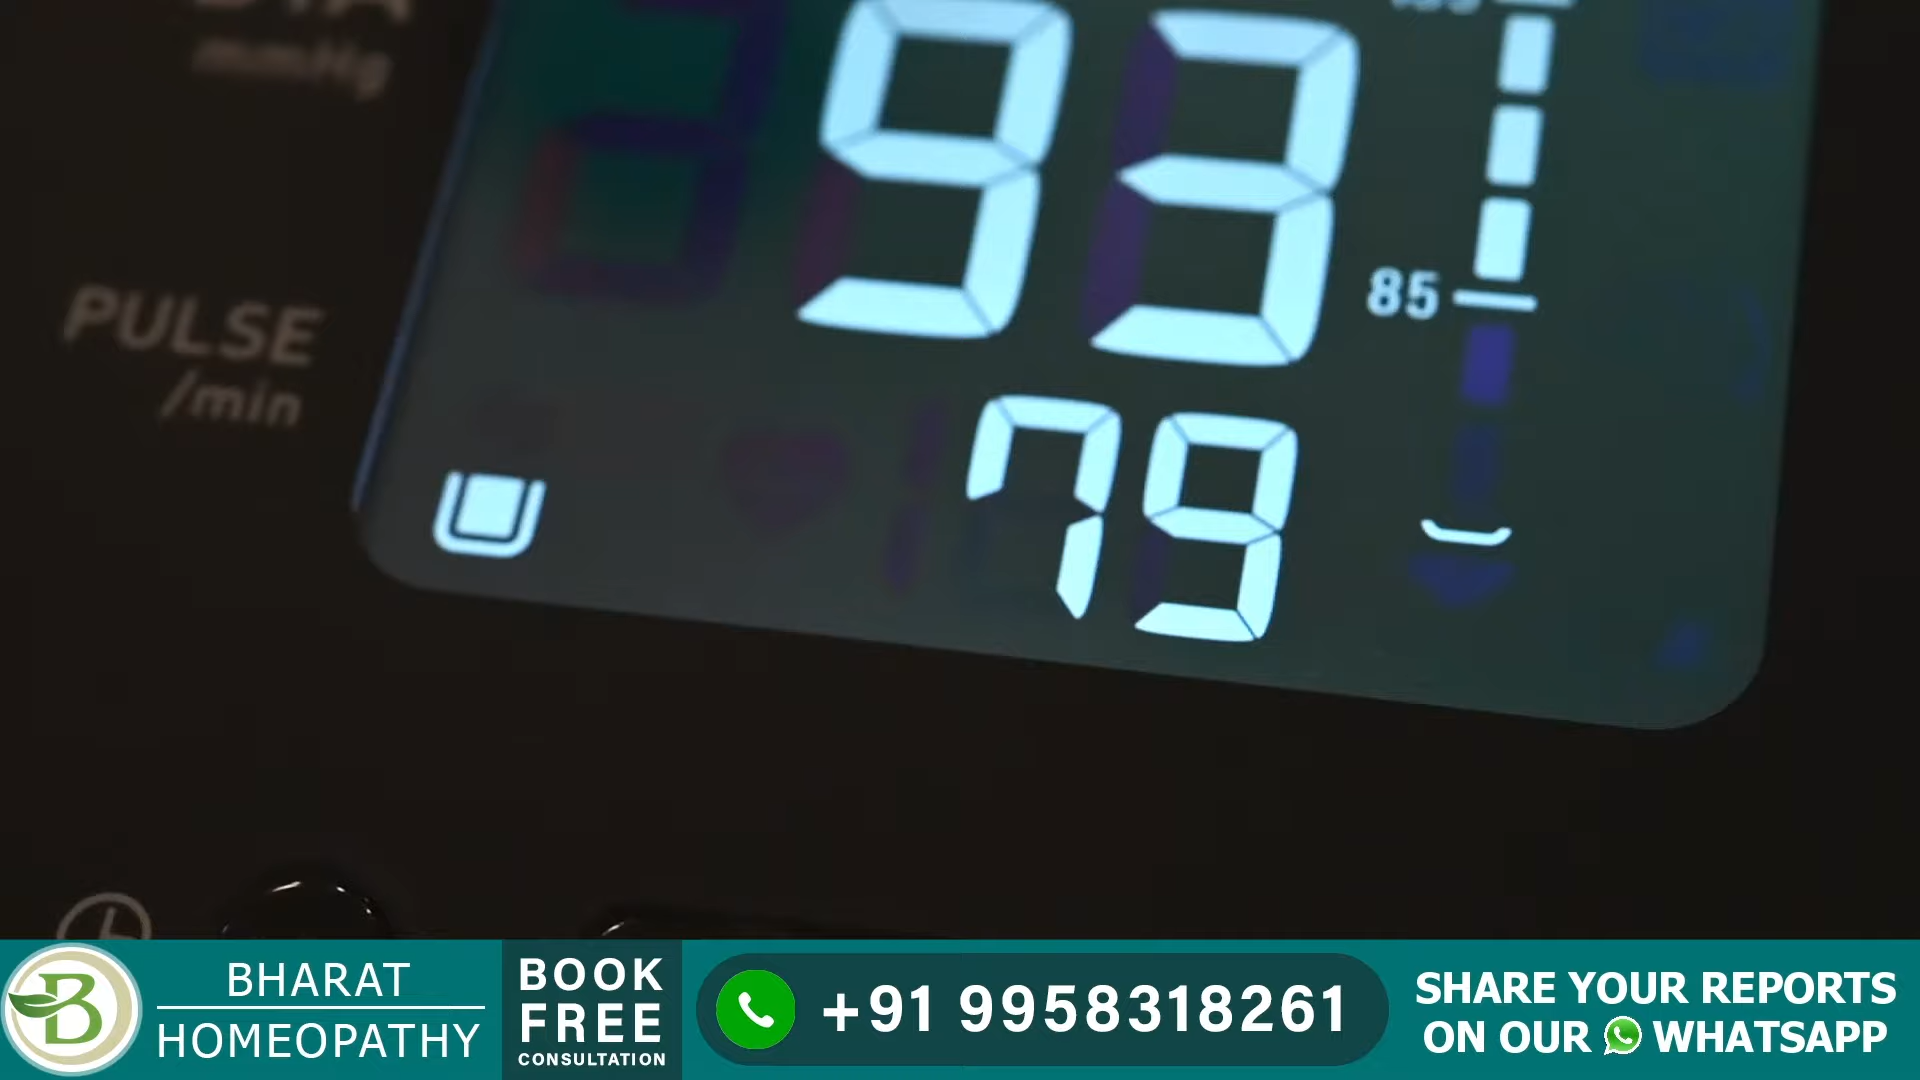 DIA
mmHg
93
85
PULSE
/min
79
B
BHARAT
HOMEOPATHY
BOOK
FREE
CONSULTATION
+91 9958318261
SHARE YOUR REPORTS
ON OUR WHATSAPP